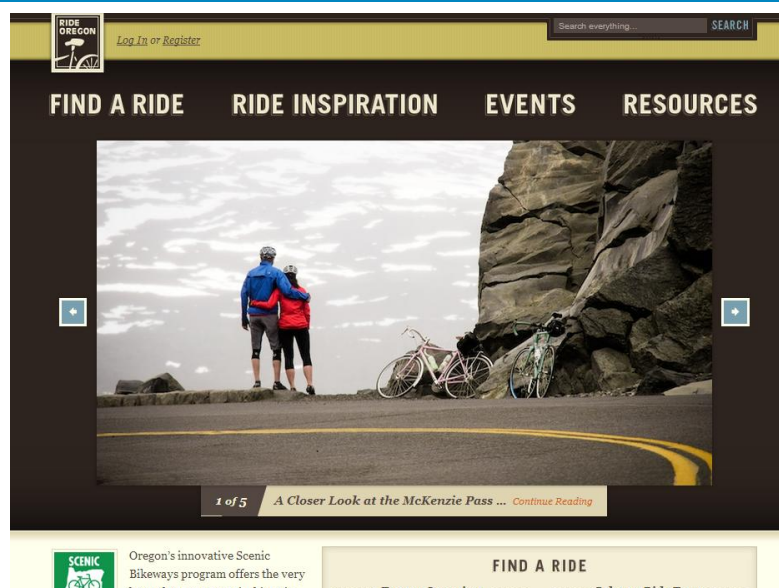 RIDE
OREGON
Log In or Register
Search everything...
SEARCH
FIND A RIDE
RIDE INSPIRATION
EVENTS
RESOURCES
1 of 5
A Closer Look at the McKenzie Pass ... Continue Reading
SCENIC
Oregon's innovative Scenic
Bikeways program offers the very
FIND A RIDE